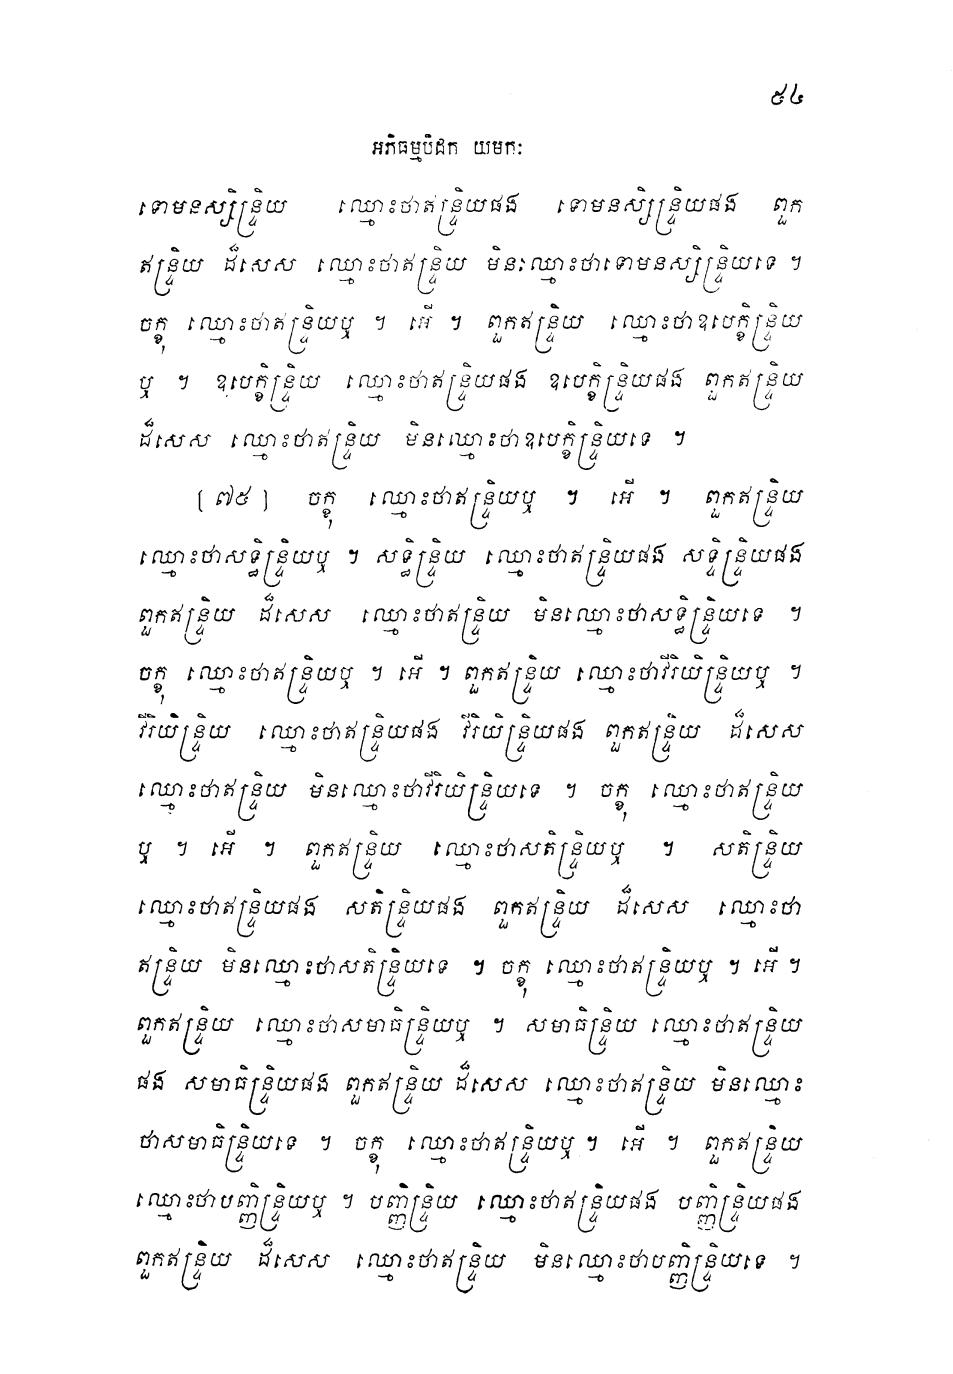 ៩៤
អភិធម្មបិដក យមកៈ
ទោមនស្សិន្ទ្រិយ ឈ្មោះថាឥន្ទ្រិយផង ទោមនស្សិន្ទ្រិយផង ពួក
ឥន្ទ្រិយ ដ៏សេស ឈ្មោះថាឥន្ទ្រិយ មិនឈ្មោះថាទោមនស្សិន្ទ្រិយទេ ។
ចក្ខុ ឈ្មោះថាឥន្ទ្រិយឬ ។ អើ ។ ពួកឥន្ទ្រិយ ឈ្មោះថាឧបេក្ខិន្ទ្រិយ
ឬ ។ ឧបេក្ខិន្ទ្រិយ ឈ្មោះថាឥន្ទ្រិយផង ឧបេក្ខិន្ទ្រិយផង ពួកឥន្ទ្រិយ
ដ៏សេស ឈ្មោះថាឥន្ទ្រិយ មិនឈ្មោះថាឧបេក្ខិន្ទ្រិយទេ ។
[ ៧៥ ] ចក្ខុ ឈ្មោះថាឥន្ទ្រិយឬ ។ អើ ។ ពួកឥន្ទ្រិយ
ឈ្មោះថាសទ្ធិន្ទ្រិយឬ ។ សទ្ធិន្ទ្រិយ ឈ្មោះថាឥន្ទ្រិយផង សទ្ធិន្ទ្រិយផង
ពួកឥន្ទ្រិយ ដ៏សេស ឈ្មោះថាឥន្ទ្រិយ មិនឈ្មោះថាសទ្ធិន្ទ្រិយទេ ។
ចក្ខុ ឈ្មោះថាឥន្ទ្រិយឬ ។ អើ ។ ពួកឥន្ទ្រិយ ឈ្មោះថាវីរិយិន្ទ្រិយឬ ។
វីរិយិន្ទ្រិយ ឈ្មោះថាឥន្ទ្រិយផង វីរិយិន្ទ្រិយផង ពួកឥន្ទ្រិយ ដ៏សេស
ឈ្មោះថាឥន្ទ្រិយ មិនឈ្មោះថាវីរិយិន្ទ្រិយទេ ។ ចក្ខុ ឈ្មោះថាឥន្ទ្រិយ
ឬ ។ អើ ។ ពួកឥន្ទ្រិយ ឈ្មោះថាសតិន្ទ្រិយឬ ។ សតិន្ទ្រិយ
ឈ្មោះថាឥន្ទ្រិយផង សតិន្ទ្រិយផង ពួកឥន្ទ្រិយ ដ៏សេស ឈ្មោះថា
ឥន្ទ្រិយ មិនឈ្មោះថាសតិន្ទ្រិយទេ ។ ចក្ខុ ឈ្មោះថាឥន្ទ្រិយឬ ។ អើ ។
ពួកឥន្ទ្រិយ ឈ្មោះថាសមាធិន្ទ្រិយឬ ។ សមាធិន្ទ្រិយ ឈ្មោះថាឥន្ទ្រិយ
ផង សមាធិន្ទ្រិយផង ពួកឥន្ទ្រិយ ដ៏សេស ឈ្មោះថាឥន្ទ្រិយ មិនឈ្មោះ
ថាសមាធិន្ទ្រិយទេ ។ ចក្ខុ ឈ្មោះថាឥន្ទ្រិយឬ ។ អើ ។ ពួកឥន្ទ្រិយ
ឈ្មោះថាបញ្ញិន្ទ្រិយឬ ។ បញ្ញិន្ទ្រិយ ឈ្មោះថាឥន្ទ្រិយផង បញ្ញិន្ទ្រិយផង
ពួកឥន្ទ្រិយ ដ៏សេស ឈ្មោះថាឥន្ទ្រិយ មិនឈ្មោះថាបញ្ញិន្ទ្រិយទេ ។